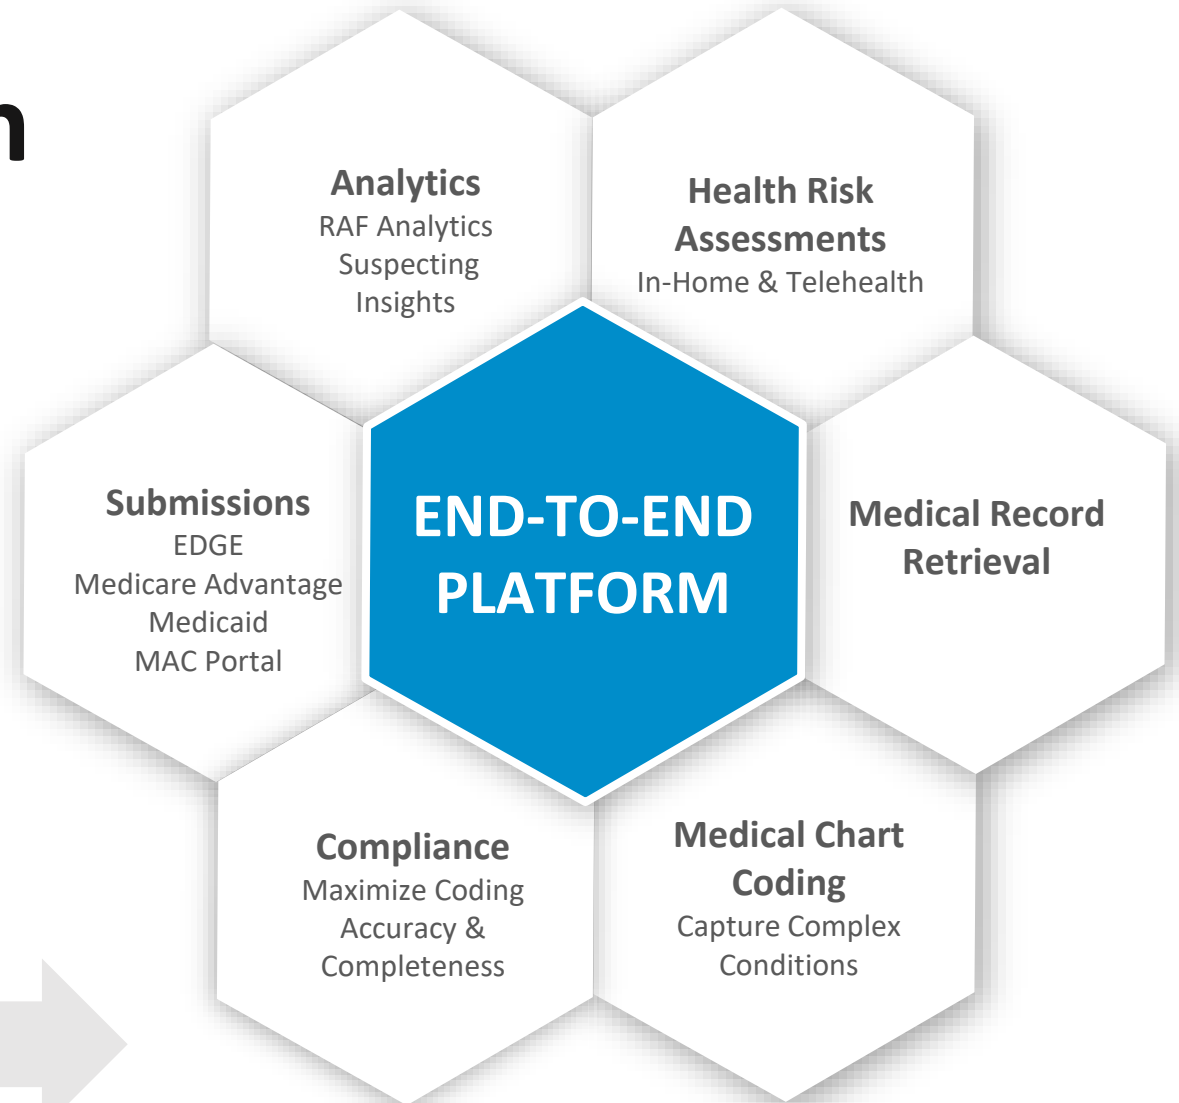 n
Analytics
RAF Analytics
Suspecting
Insights
Health Risk
Assessments
In-Home & Telehealth
Submissions
EDGE
Medicare Advantage
Medicaid
MAC Portal
END-TO-END
PLATFORM
Medical Record
Retrieval
Compliance
Maximize Coding
Accuracy &
Completeness
Medical Chart
Coding
Capture Complex
Conditions